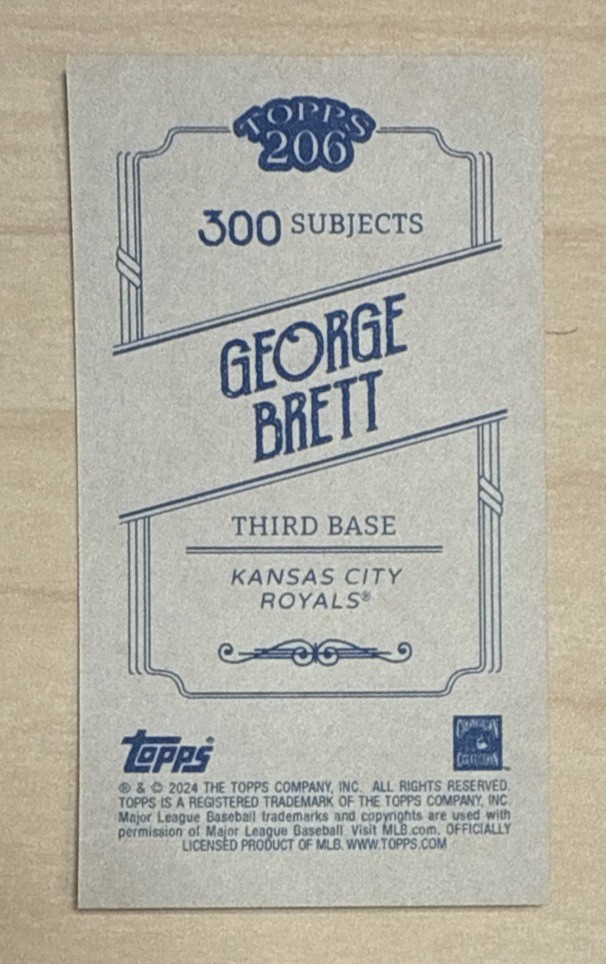 TOPPS
206
300 SUBJECTS
GEORGE
BRETT
THIRD BASE
KANSAS CITY
ROYALS®
topps®
COOPERSTOWN
COLLECTION
® & © 2024 THE TOPPS COMPANY, INC. ALL RIGHTS RESERVED.
TOPPS IS A REGISTERED TRADEMARK OF THE TOPPS COMPANY, INC.
Major League Baseball trademarks and copyrights are used with
permission of Major League Baseball. Visit MLB.com. OFFICIALLY
LICENSED PRODUCT OF MLB. WWW.TOPPS.COM